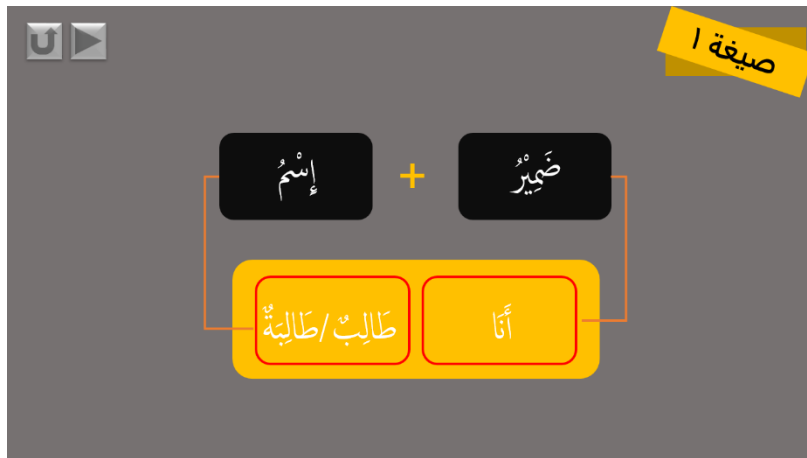 صيغة ١
ضَمِيْرُ + إِسْمُ
أَنَا طَالِبٌ/طَالِبَةٌ